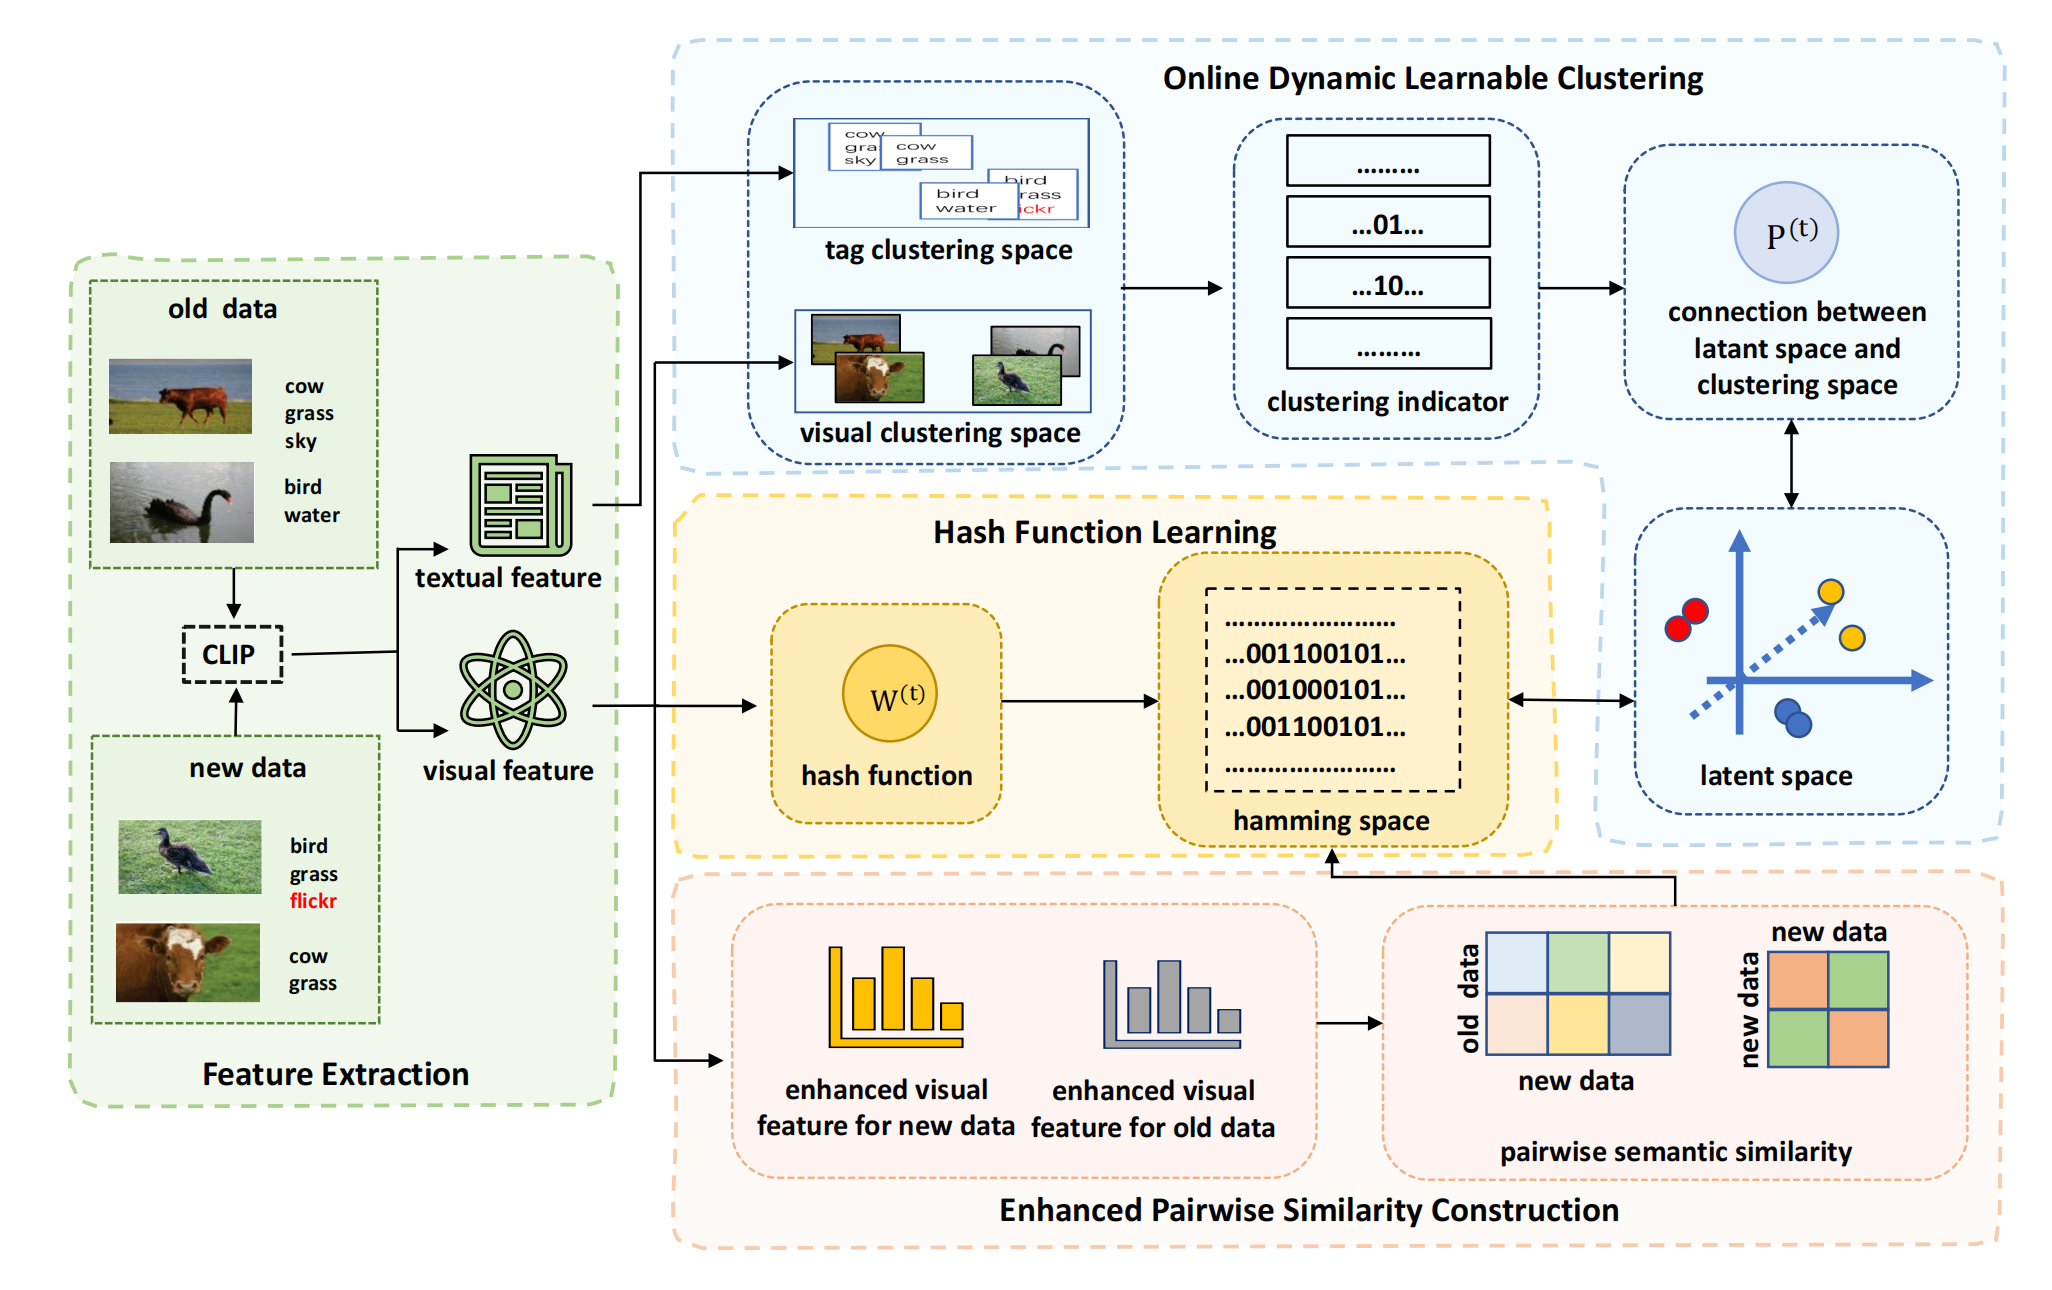 Online Dynamic Learnable Clustering
cow
sky
cow
grass
bird
water
bird
tag clustering space
visual clustering space
.........
...01...
...10...
.........
clustering indicator
P(t)
connection between
latant space and
clustering space
latent space
old data
cow
grass
sky
bird
water
CLIP
new data
bird
grass
flickr
cow
grass
textual feature
visual feature
Feature Extraction
Hash Function Learning
W(t)
hash function
.....................
...001100101...
...001000101...
...001100101...
.....................
hamming space
enhanced visual
feature for new data
enhanced visual
feature for old data
old data
new data
new data
new data
pairwise semantic similarity
Enhanced Pairwise Similarity Construction